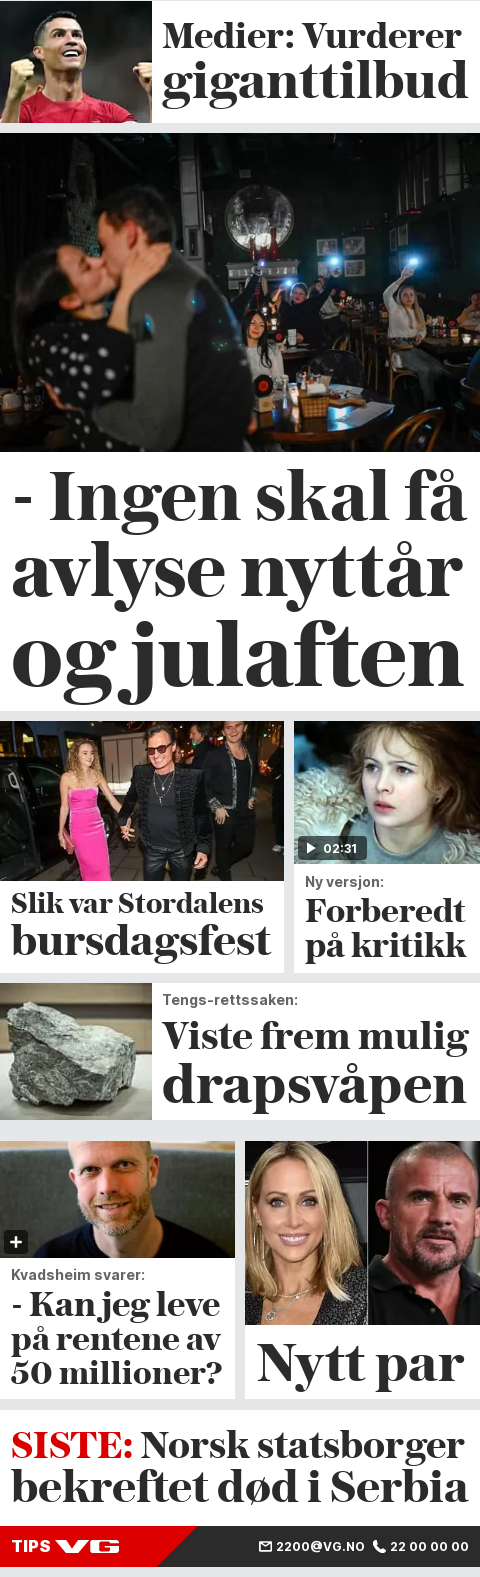 Medier: Vurderer
giganttilbud
- Ingen skal få
avlyse nyttår
og julaften
Slik var Stordalens
bursdagsfest
02:31
Ny versjon:
Forberedt
på kritikk
Tengs-rettssaken:
Viste frem mulig
drapsvåpen
Kvadsheim svarer:
- Kan jeg leve
på rentene av
50 millioner?
Nytt par
SISTE: Norsk statsborger
bekreftet død i Serbia
TIPS VG 2200@VG.NO 22 00 00 00